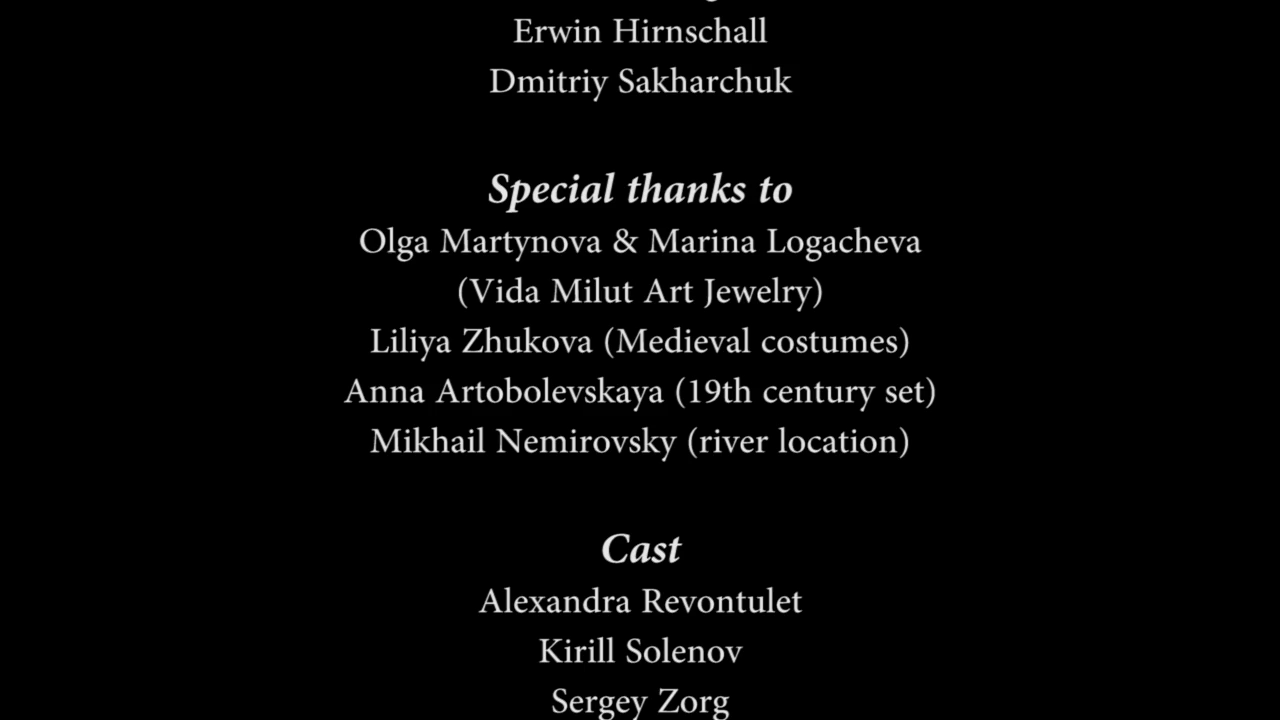 Erwin Hirnschall
Dmitriy Sakharchuk
Special thanks to
Olga Martynova & Marina Logacheva
(Vida Milut Art Jewelry)
Liliya Zhukova (Medieval costumes)
Anna Artobolevskaya (19th century set)
Mikhail Nemirovsky (river location)
Cast
Alexandra Revontulet
Kirill Solenov
Sergey Zorg